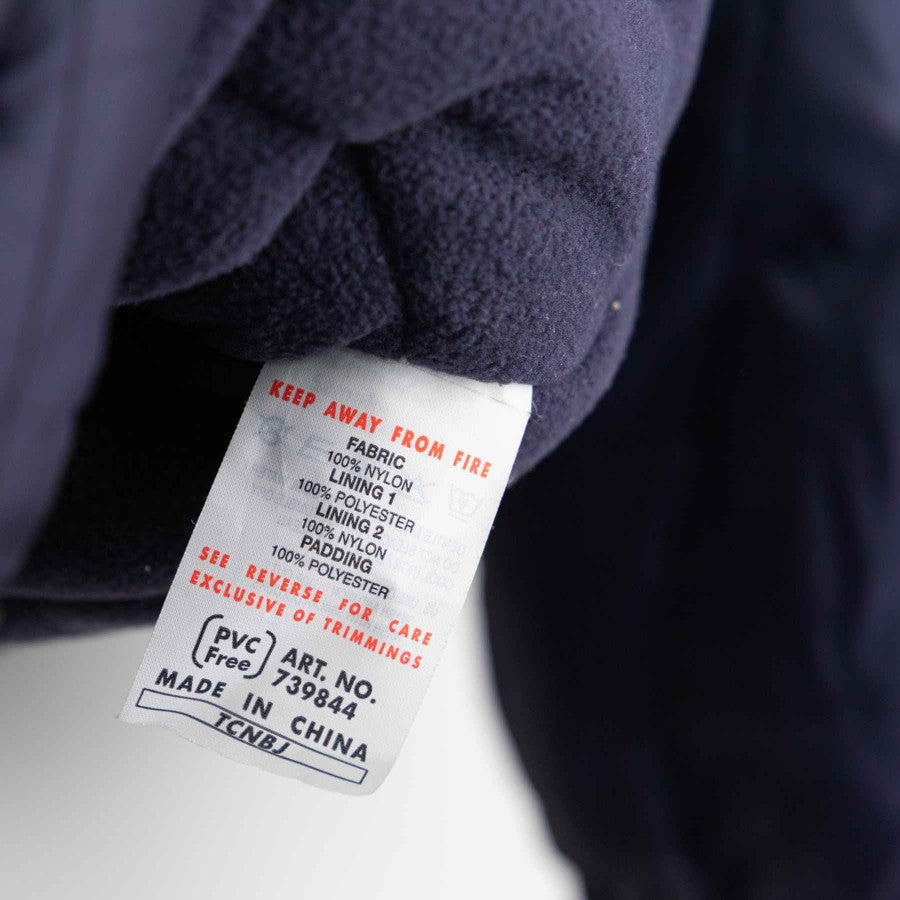 KEEP AWAY FROM FIRE
FABRIC
100% NYLON
LINING 1
100% POLYESTER
LINING 2
100% NYLON
PADDING
100% POLYESTER
SEE REVERSE FOR CARE
EXCLUSIVE OF TRIMMINGS
PVC
Free
ART. NO.
739844
MADE IN CHINA
TCNBJ